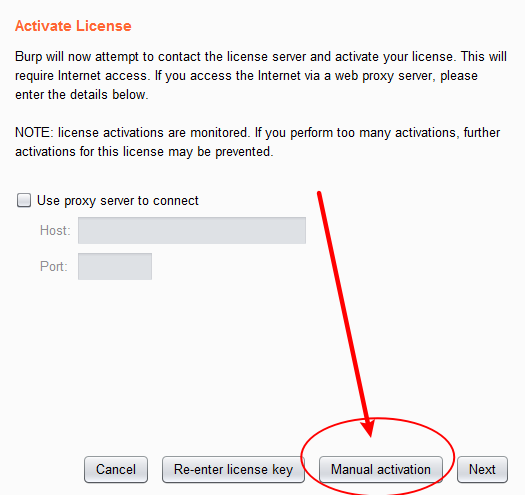 Activate License
Burp will now attempt to contact the license server and activate your license. This will
require Internet access. If you access the Internet via a web proxy server, please
enter the details below.
NOTE: license activations are monitored. If you perform too many activations, further
activations for this license may be prevented.
Use proxy server to connect
Host:
Port:
Cancel Re-enter license key Manual activation Next